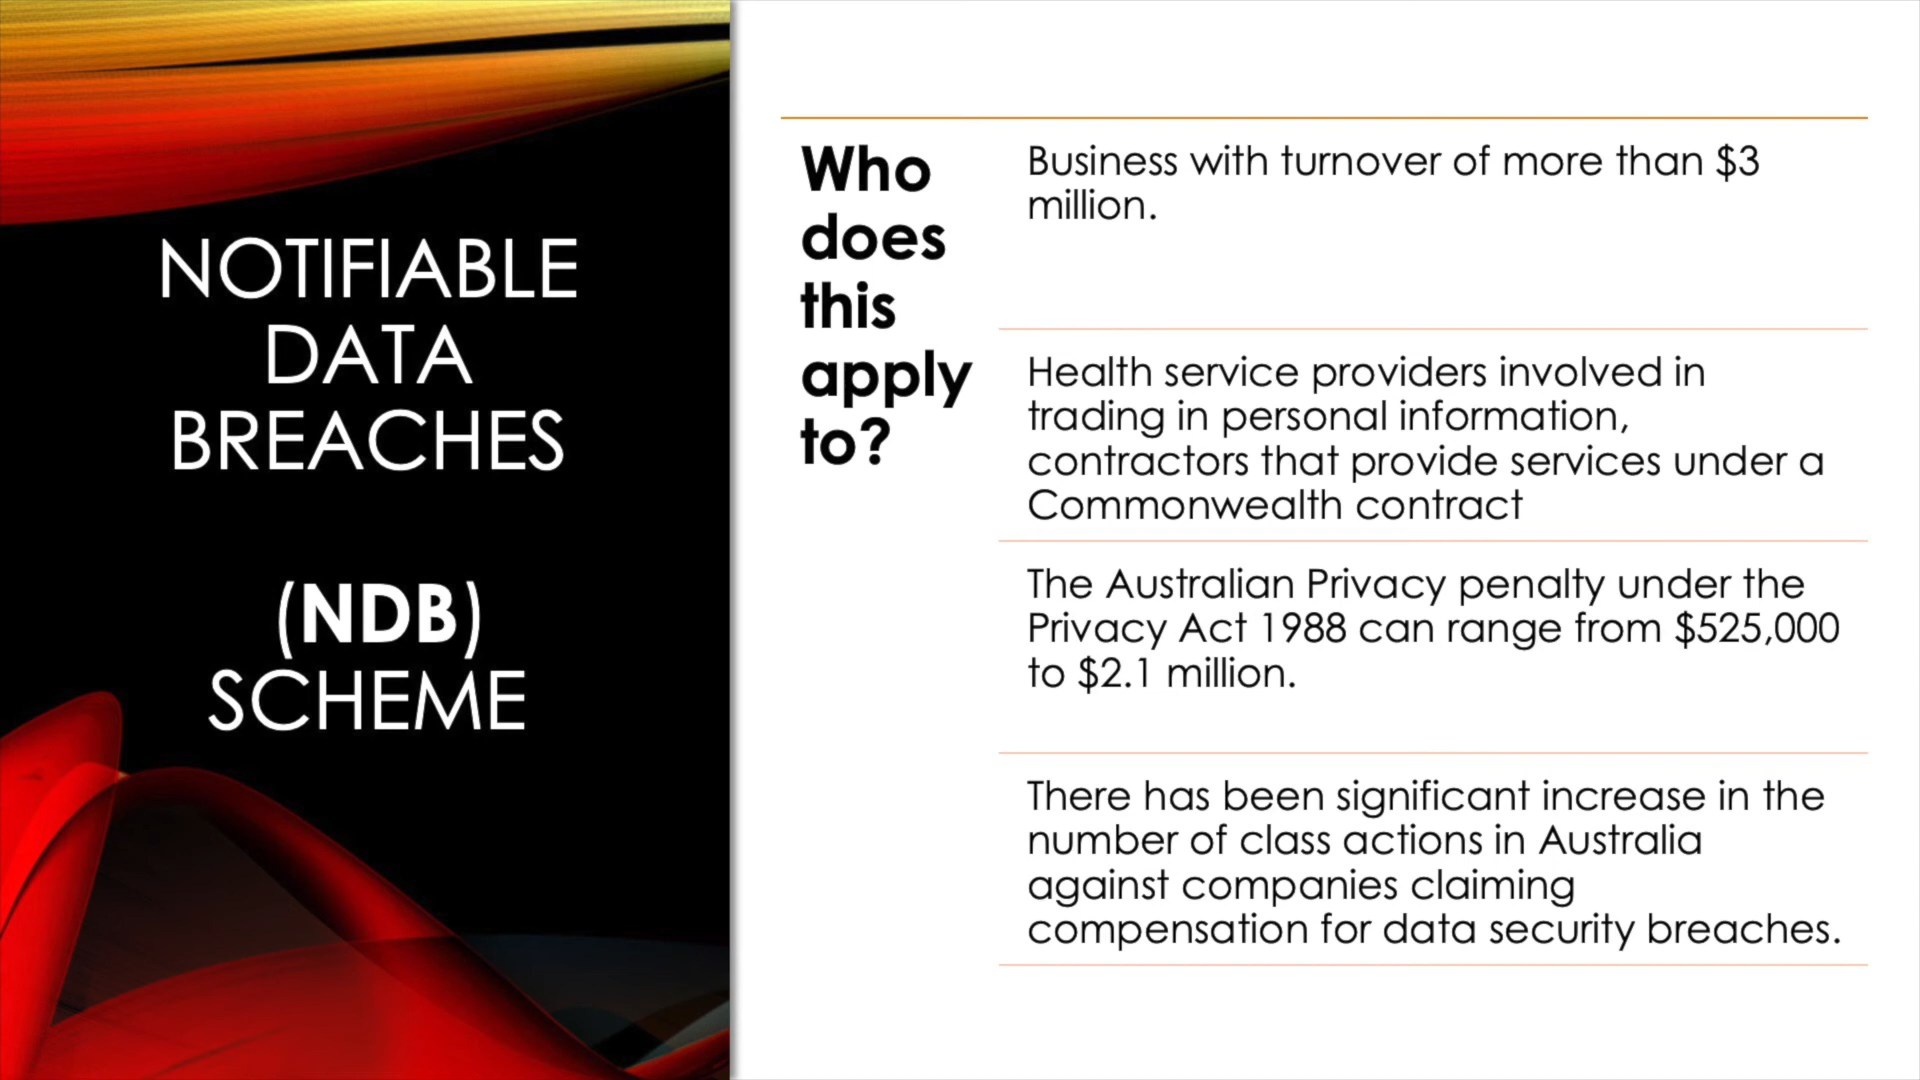 NOTIFIABLE
DATA
BREACHES
(NDB)
SCHEME
Who
does
this
apply
to?
Business with turnover of more than $3
million.
Health service providers involved in
trading in personal information,
contractors that provide services under a
Commonwealth contract
The Australian Privacy penalty under the
Privacy Act 1988 can range from $525,000
to $2.1 million.
There has been significant increase in the
number of class actions in Australia
against companies claiming
compensation for data security breaches.